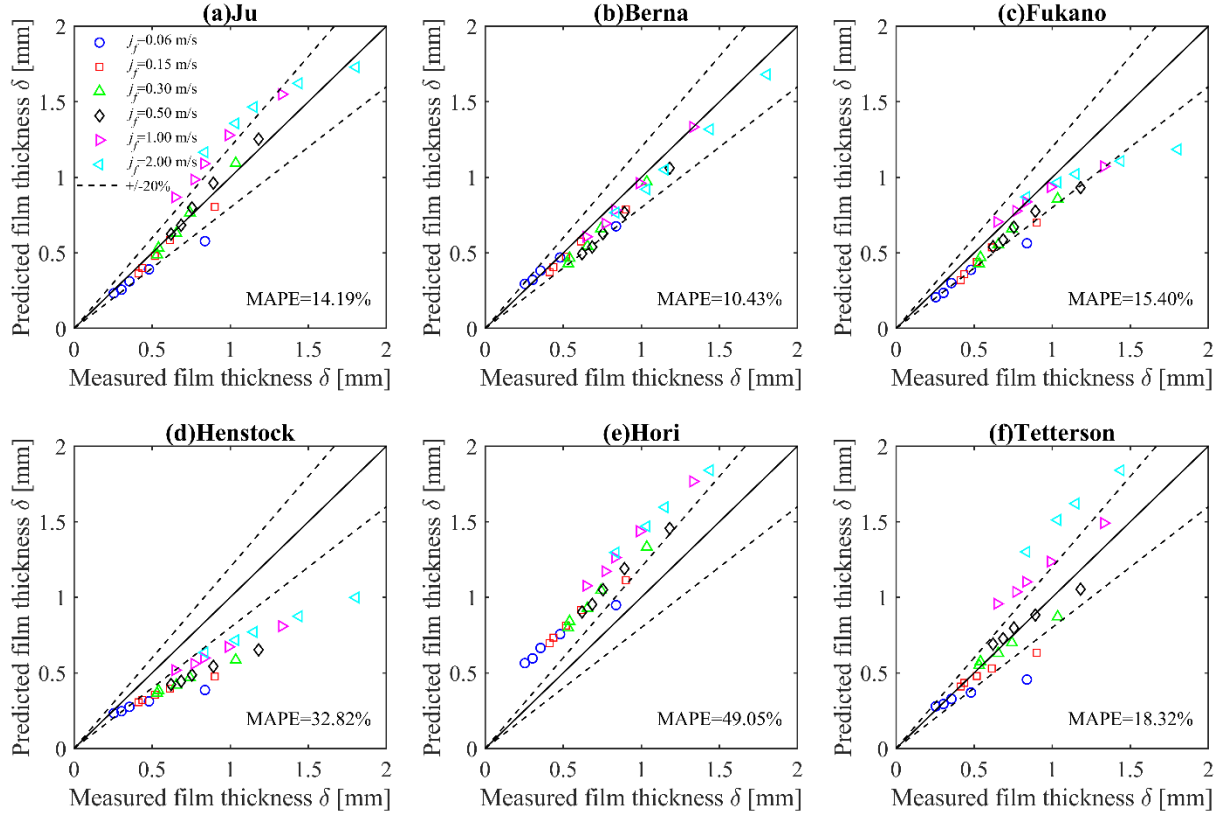 (a)Ju
Predicted film thickness δ [mm]
2
1.5
1
0.5
0
j_f=0.06 m/s
j_f=0.15 m/s
j_f=0.30 m/s
j_f=0.50 m/s
j_f=1.00 m/s
j_f=2.00 m/s
+/-20%
MAPE=14.19%
0 0.5 1 1.5 2
Measured film thickness δ [mm]
(b)Berna
Predicted film thickness δ [mm]
2
1.5
1
0.5
0
MAPE=10.43%
0 0.5 1 1.5 2
Measured film thickness δ [mm]
(c)Fukano
Predicted film thickness δ [mm]
2
1.5
1
0.5
0
MAPE=15.40%
0 0.5 1 1.5 2
Measured film thickness δ [mm]
(d)Henstock
Predicted film thickness δ [mm]
2
1.5
1
0.5
0
MAPE=32.82%
0 0.5 1 1.5 2
Measured film thickness δ [mm]
(e)Hori
Predicted film thickness δ [mm]
2
1.5
1
0.5
0
MAPE=49.05%
0 0.5 1 1.5 2
Measured film thickness δ [mm]
(f)Tetterson
Predicted film thickness δ [mm]
2
1.5
1
0.5
0
MAPE=18.32%
0 0.5 1 1.5 2
Measured film thickness δ [mm]